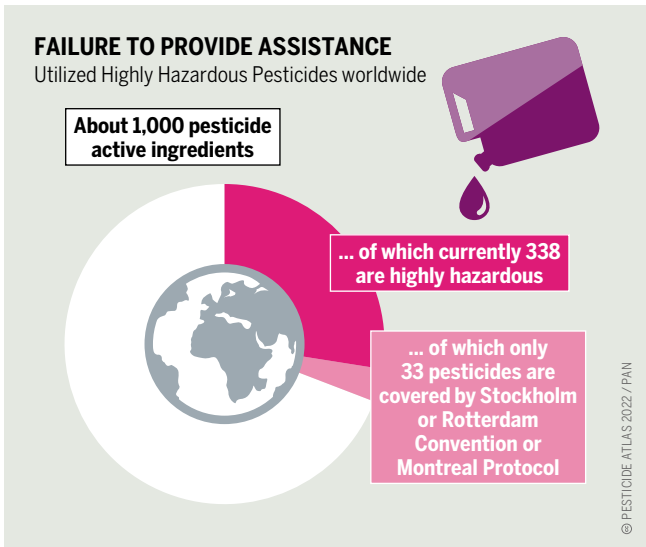 FAILURE TO PROVIDE ASSISTANCE
Utilized Highly Hazardous Pesticides worldwide
About 1,000 pesticide
active ingredients
... of which currently 338
are highly hazardous
... of which only
33 pesticides are
covered by Stockholm
or Rotterdam
Convention or
Montreal Protocol
PESTICIDE ATLAS 2022 / PAN